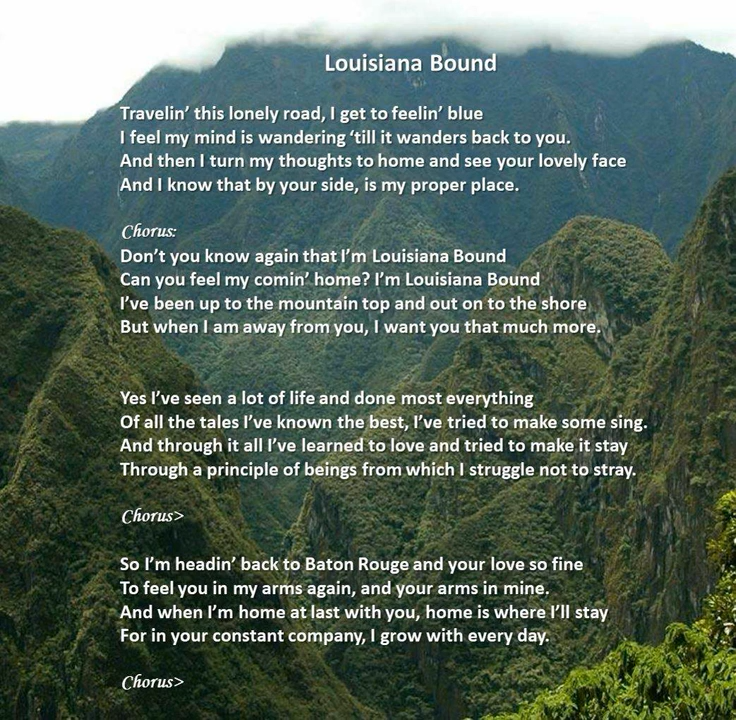 Louisiana Bound
Travelin’ this lonely road, I get to feelin’ blue
I feel my mind is wandering ‘till it wanders back to you.
And then I turn my thoughts to home and see your lovely face
And I know that by your side, is my proper place.
Chorus:
Don’t you know again that I’m Louisiana Bound
Can you feel my comin’ home? I’m Louisiana Bound
I’ve been up to the mountain top and out on to the shore
But when I am away from you, I want you that much more.
Yes I’ve seen a lot of life and done most everything
Of all the tales I’ve known the best, I’ve tried to make some sing.
And through it all I’ve learned to love and tried to make it stay
Through a principle of beings from which I struggle not to stray.
Chorus>
So I’m headin’ back to Baton Rouge and your love so fine
To feel you in my arms again, and your arms in mine.
And when I’m home at last with you, home is where I’ll stay
For in your constant company, I grow with every day.
Chorus>